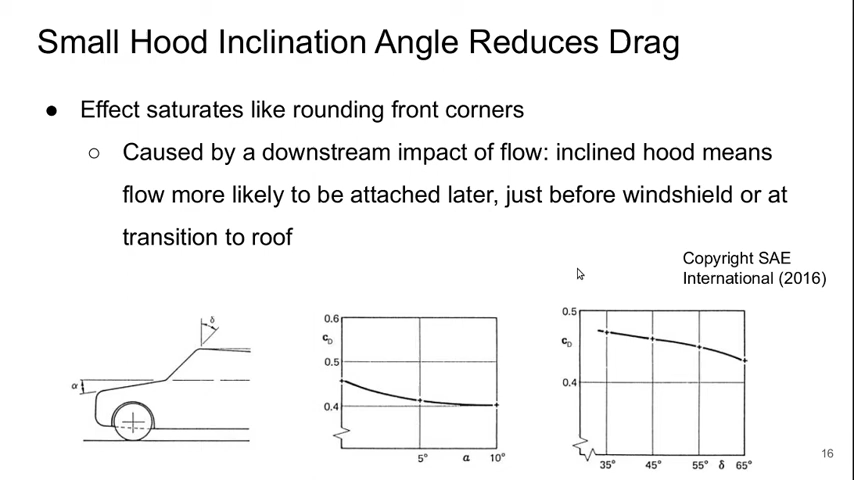 Small Hood Inclination Angle Reduces Drag
● Effect saturates like rounding front corners
○ Caused by a downstream impact of flow: inclined hood means
flow more likely to be attached later, just before windshield or at
transition to roof
Copyright SAE
International (2016)
δ
α
0.6
c_D
0.5
0.4
5° α 10°
0.5
c_D
0.4
35° 45° 55° δ 65°
16